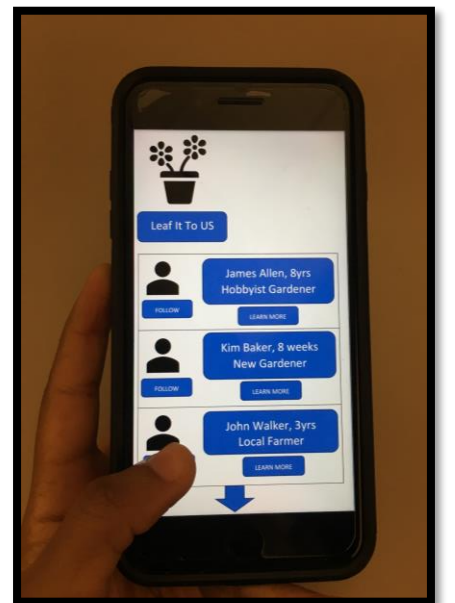 Leaf It To US
James Allen, 8yrs
Hobbyist Gardener
FOLLOW
LEARN MORE
Kim Baker, 8 weeks
New Gardener
FOLLOW
LEARN MORE
John Walker, 3yrs
Local Farmer
LEARN MORE